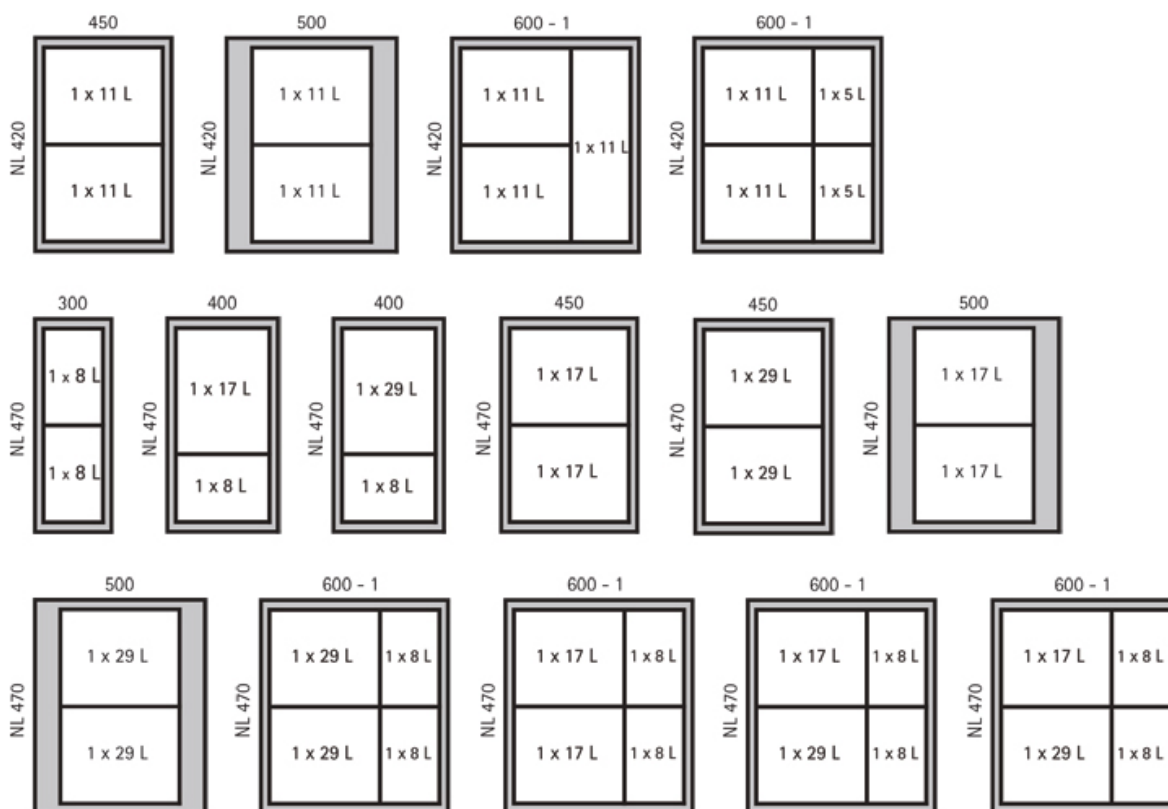 450 500 600 - 1 600 - 1
NL 420 1 x 11 L 1 x 11 L
NL 420 1 x 11 L 1 x 11 L
NL 420 1 x 11 L 1 x 11 L 1 x 11 L
NL 420 1 x 11 L 1 x 5 L 1 x 11 L 1 x 5 L
300 400 400 450 450 500
NL 470 1 x 8 L 1 x 8 L
NL 470 1 x 17 L 1 x 8 L
NL 470 1 x 29 L 1 x 8 L
NL 470 1 x 17 L 1 x 17 L
NL 470 1 x 29 L 1 x 29 L
NL 470 1 x 17 L 1 x 17 L
500 600 - 1 600 - 1 600 - 1 600 - 1
NL 470 1 x 29 L 1 x 29 L
NL 470 1 x 29 L 1 x 8 L 1 x 29 L 1 x 8 L
NL 470 1 x 17 L 1 x 8 L 1 x 17 L 1 x 8 L
NL 470 1 x 17 L 1 x 8 L 1 x 29 L 1 x 8 L
NL 470 1 x 17 L 1 x 8 L 1 x 29 L 1 x 8 L